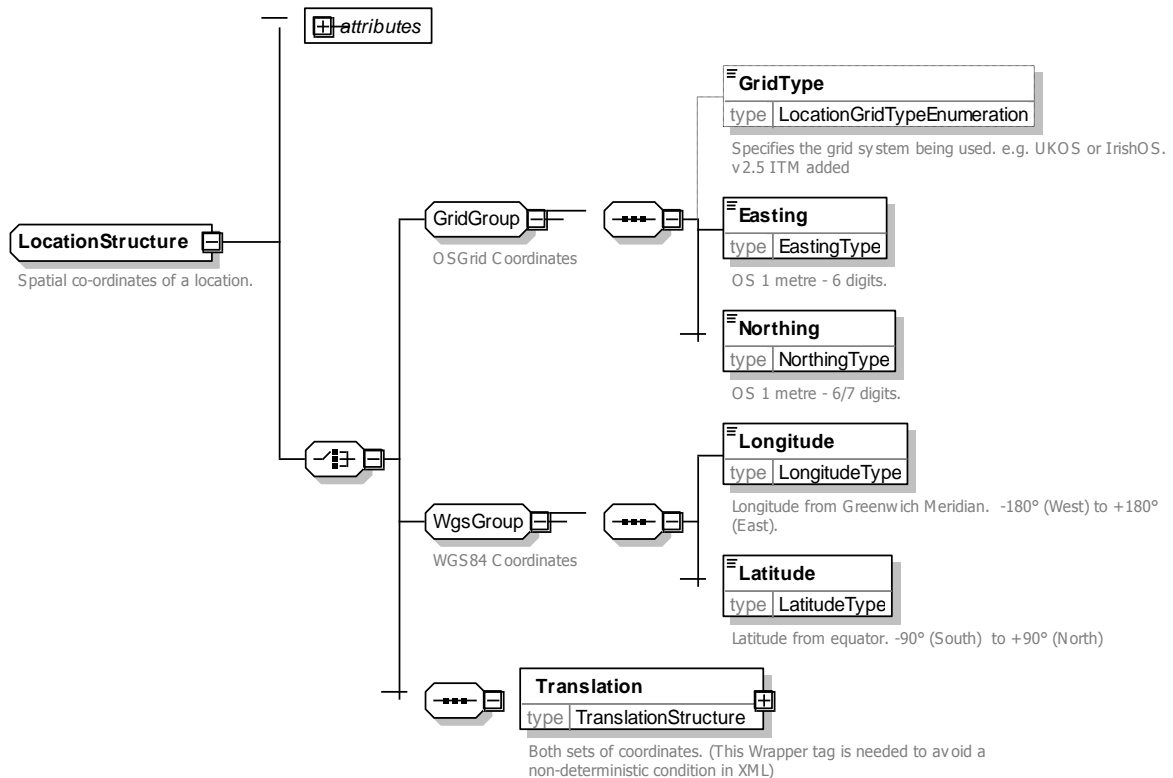 attributes
GridType
type LocationGridTypeEnumeration
Specifies the grid system being used. e.g. UKOS or IrishOS.
v2.5 ITM added
LocationStructure
Spatial co-ordinates of a location.
GridGroup
OSGrid Coordinates
Easting
type EastingType
OS 1 metre - 6 digits.
Northing
type NorthingType
OS 1 metre - 6/7 digits.
WgsGroup
WGS84 Coordinates
Longitude
type LongitudeType
Longitude from Greenwich Meridian. -180° (West) to +180°
(East).
Latitude
type LatitudeType
Latitude from equator. -90° (South) to +90° (North)
Translation
type TranslationStructure
Both sets of coordinates. (This Wrapper tag is needed to avoid a
non-deterministic condition in XML)